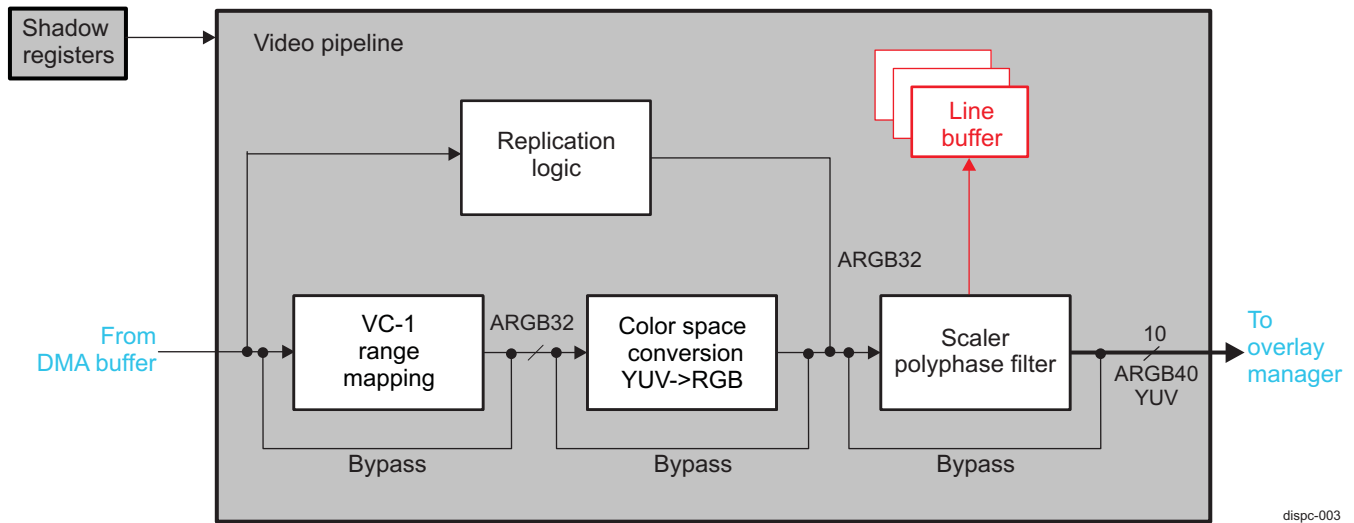 Shadow
registers
Video pipeline
Line
buffer
Replication
logic
ARGB32
From
DMA buffer
VC-1
range
mapping
ARGB32
Color space
conversion
YUV->RGB
Scaler
polyphase filter
10
ARGB40
YUV
To
overlay
manager
Bypass
Bypass
Bypass
dispc-003